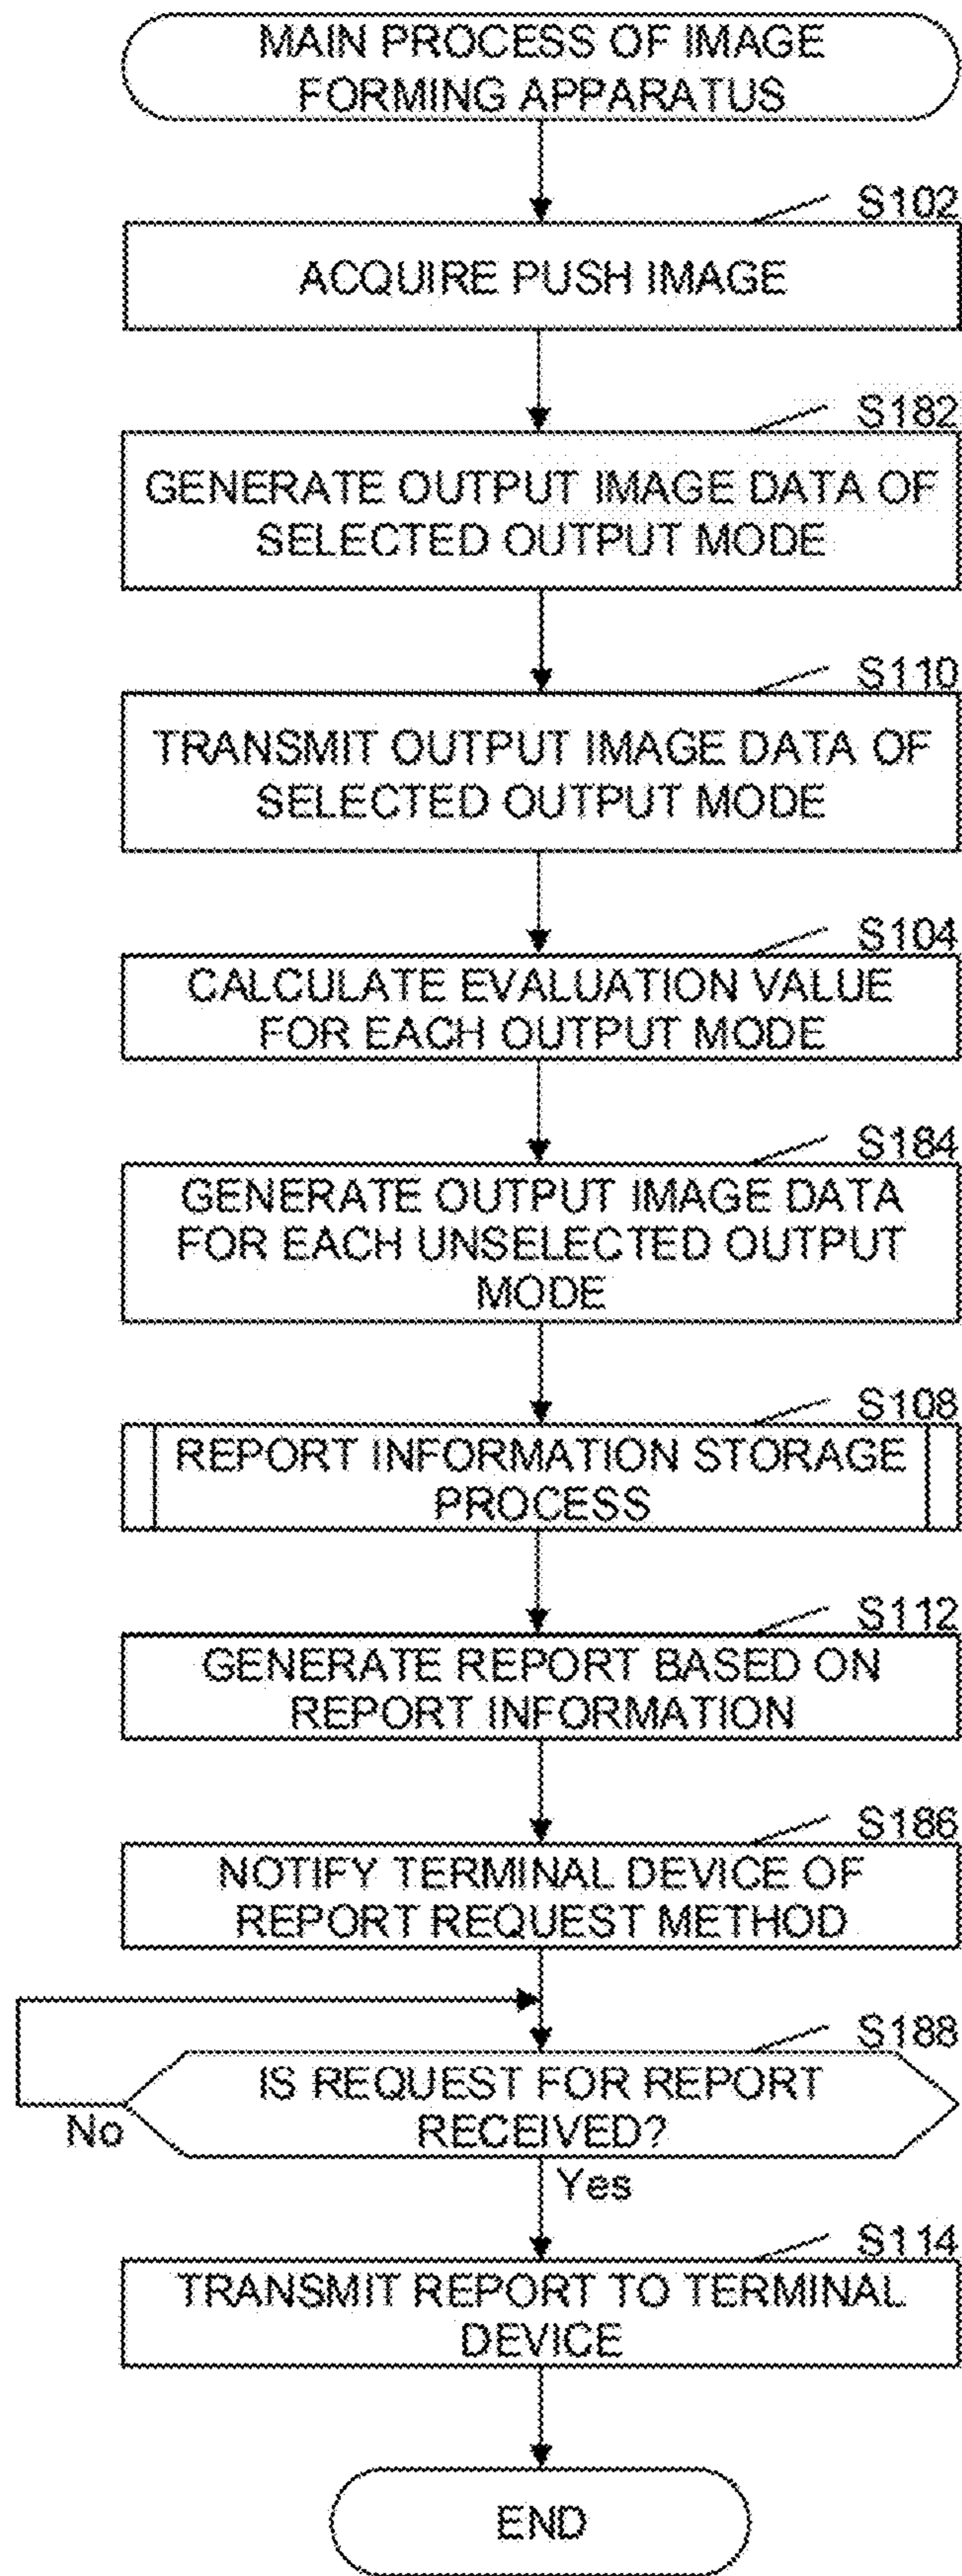 MAIN PROCESS OF IMAGE
FORMING APPARATUS
S102
ACQUIRE PUSH IMAGE
S182
GENERATE OUTPUT IMAGE DATA OF
SELECTED OUTPUT MODE
S110
TRANSMIT OUTPUT IMAGE DATA OF
SELECTED OUTPUT MODE
S104
CALCULATE EVALUATION VALUE
FOR EACH OUTPUT MODE
S184
GENERATE OUTPUT IMAGE DATA
FOR EACH UNSELECTED OUTPUT
MODE
S108
REPORT INFORMATION STORAGE
PROCESS
S112
GENERATE REPORT BASED ON
REPORT INFORMATION
S186
NOTIFY TERMINAL DEVICE OF
REPORT REQUEST METHOD
S188
IS REQUEST FOR REPORT
RECEIVED?
No
Yes
S114
TRANSMIT REPORT TO TERMINAL
DEVICE
END